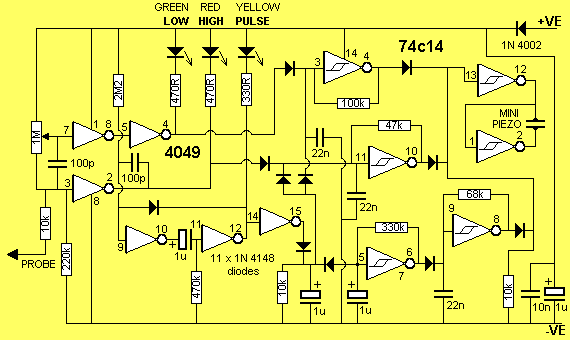 GREEN RED YELLOW
LOW HIGH PULSE
+VE
74c14
1N 4002
14
3 4
13 12
470R 470R 330R
2M2
100k
MINI
PIEZO
1M
1
7 8 5 4
4049
47k
22n
1 2
100p
100p
11 10
3 2
8
68k
22n
10k
14 15
9 8
330k
9 10 11 12
+
1u
11 x 1N 4148
diodes
5 6
7
PROBE
220k
470k
10k
+
1u
+
1u
22n
10k
10n
+
1u
-VE